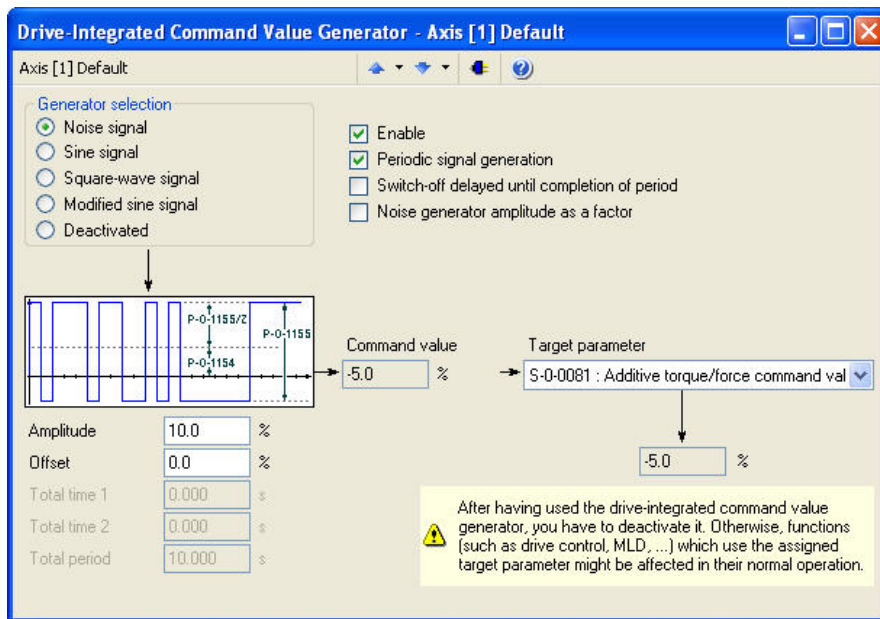 Drive-Integrated Command Value Generator - Axis [1] Default
Axis [1] Default
Generator selection
Noise signal
Sine signal
Square-wave signal
Modified sine signal
Deactivated
Enable
Periodic signal generation
Switch-off delayed until completion of period
Noise generator amplitude as a factor
P-0-1155/2
P-0-1155
P-0-1154
Command value
-5.0 %
Target parameter
S-0-0081 : Additive torque/force command val
-5.0 %
Amplitude 10.0 %
Offset 0.0 %
Total time 1 0.000 s
Total time 2 0.000 s
Total period 10.000 s
After having used the drive-integrated command value
generator, you have to deactivate it. Otherwise, functions
(such as drive control, MLD, ...) which use the assigned
target parameter might be affected in their normal operation.